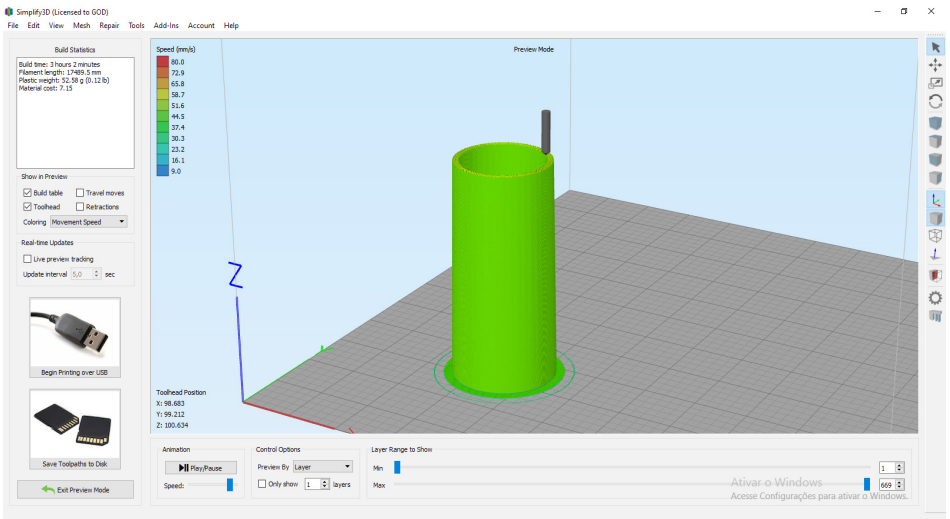 Simplify3D (Licensed to GOD)
File Edit View Mesh Repair Tools Add-Ins Account Help
Build Statistics
Build time: 3 hours 2 minutes
Filament length: 17489.5 mm
Plastic weight: 52.58 g (0.12 lb)
Material cost: 7.15
Show in Preview
Build table Travel moves
Toolhead Retractions
Coloring Movement Speed
Real-time Updates
Live preview tracking
Update interval 5,0 sec
Begin Printing over USB
Save Toolpaths to Disk
Exit Preview Mode
Speed (mm/s)
80.0
72.9
65.8
58.7
51.6
44.5
37.4
30.3
23.2
16.1
9.0
Preview Mode
Z
Toolhead Position
X: 98.683
Y: 99.212
Z: 100.634
Animation
Play/Pause
Speed:
Control Options
Preview By Layer
Only show 1 layers
Layer Range to Show
Min 1
Max 669
Ativar o Windows
Acesse Configurações para ativar o Windows.